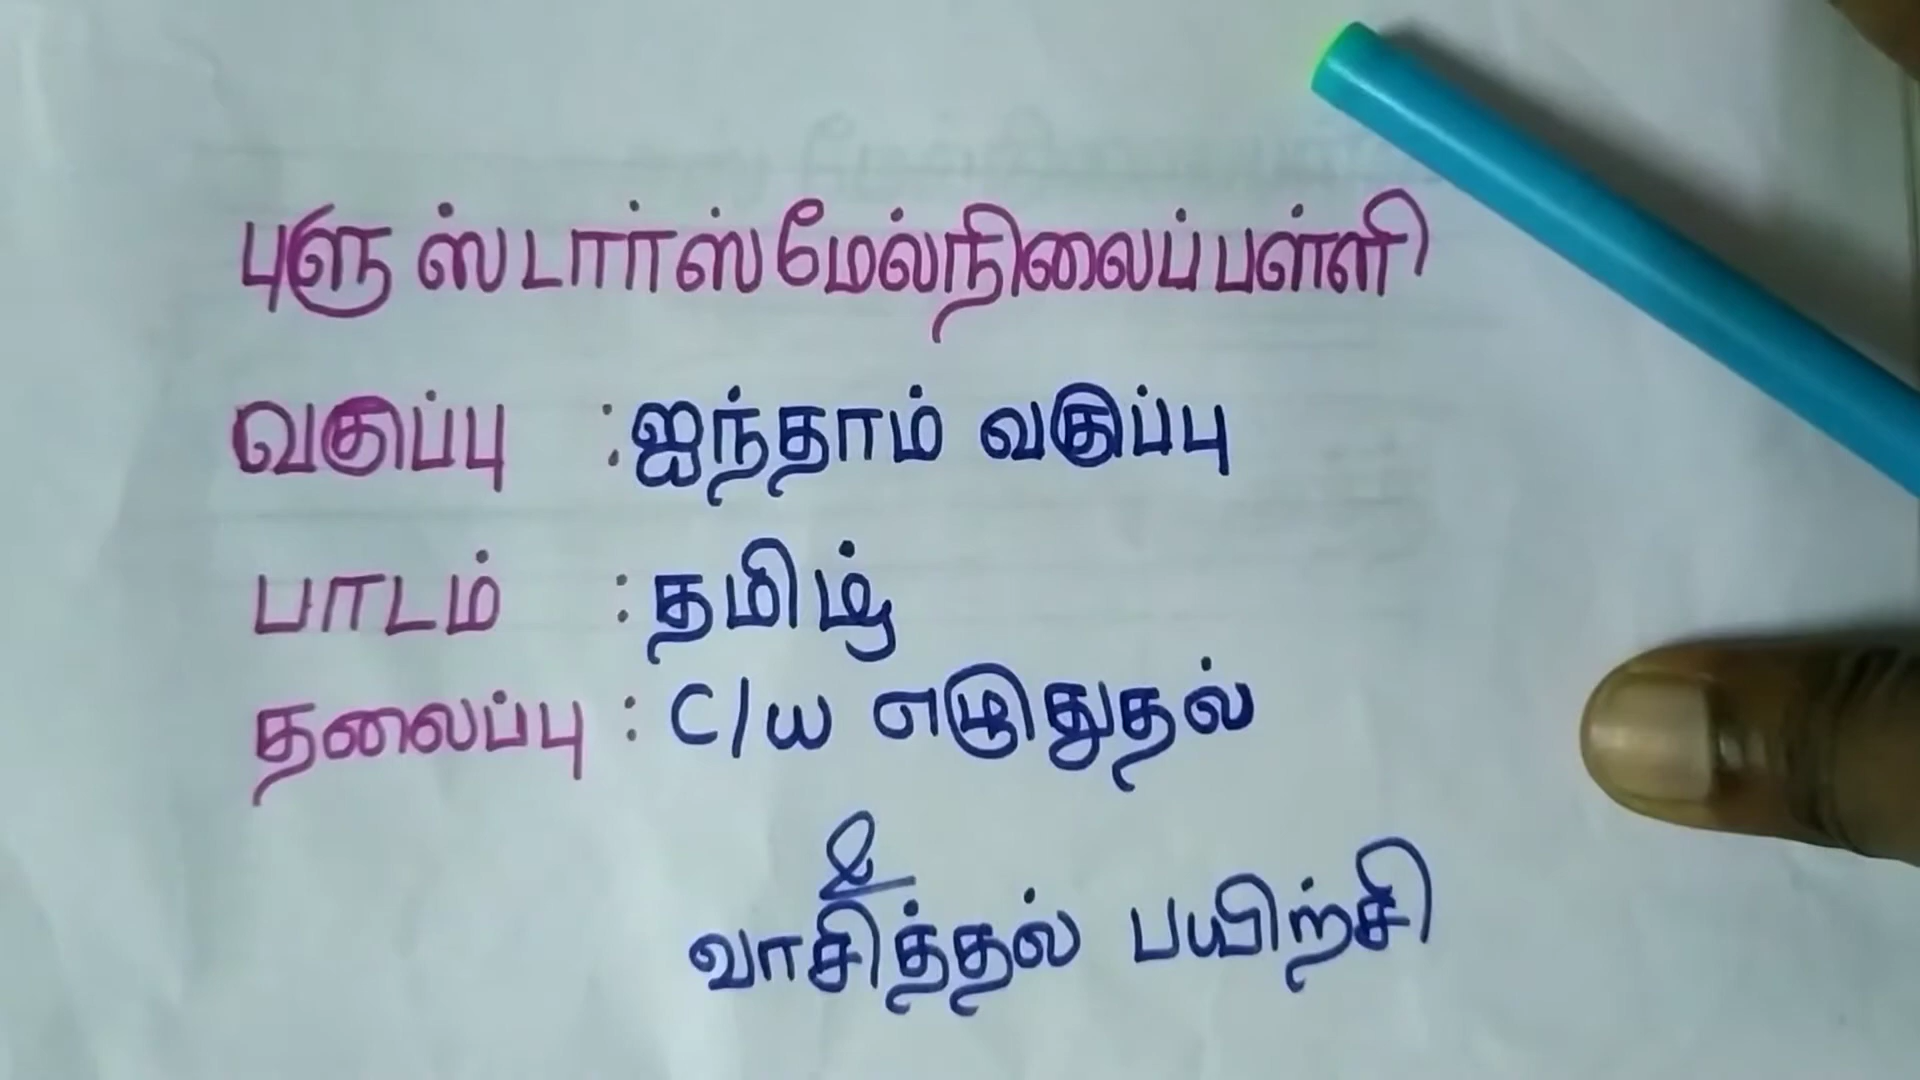 புளு ஸ்டார்ஸ் மேல்நிலைப்பள்ளி
வகுப்பு : ஐந்தாம் வகுப்பு
பாடம் : தமிழ்
தலைப்பு : C/W எழுதுதல்
&
வாசித்தல் பயிற்சி